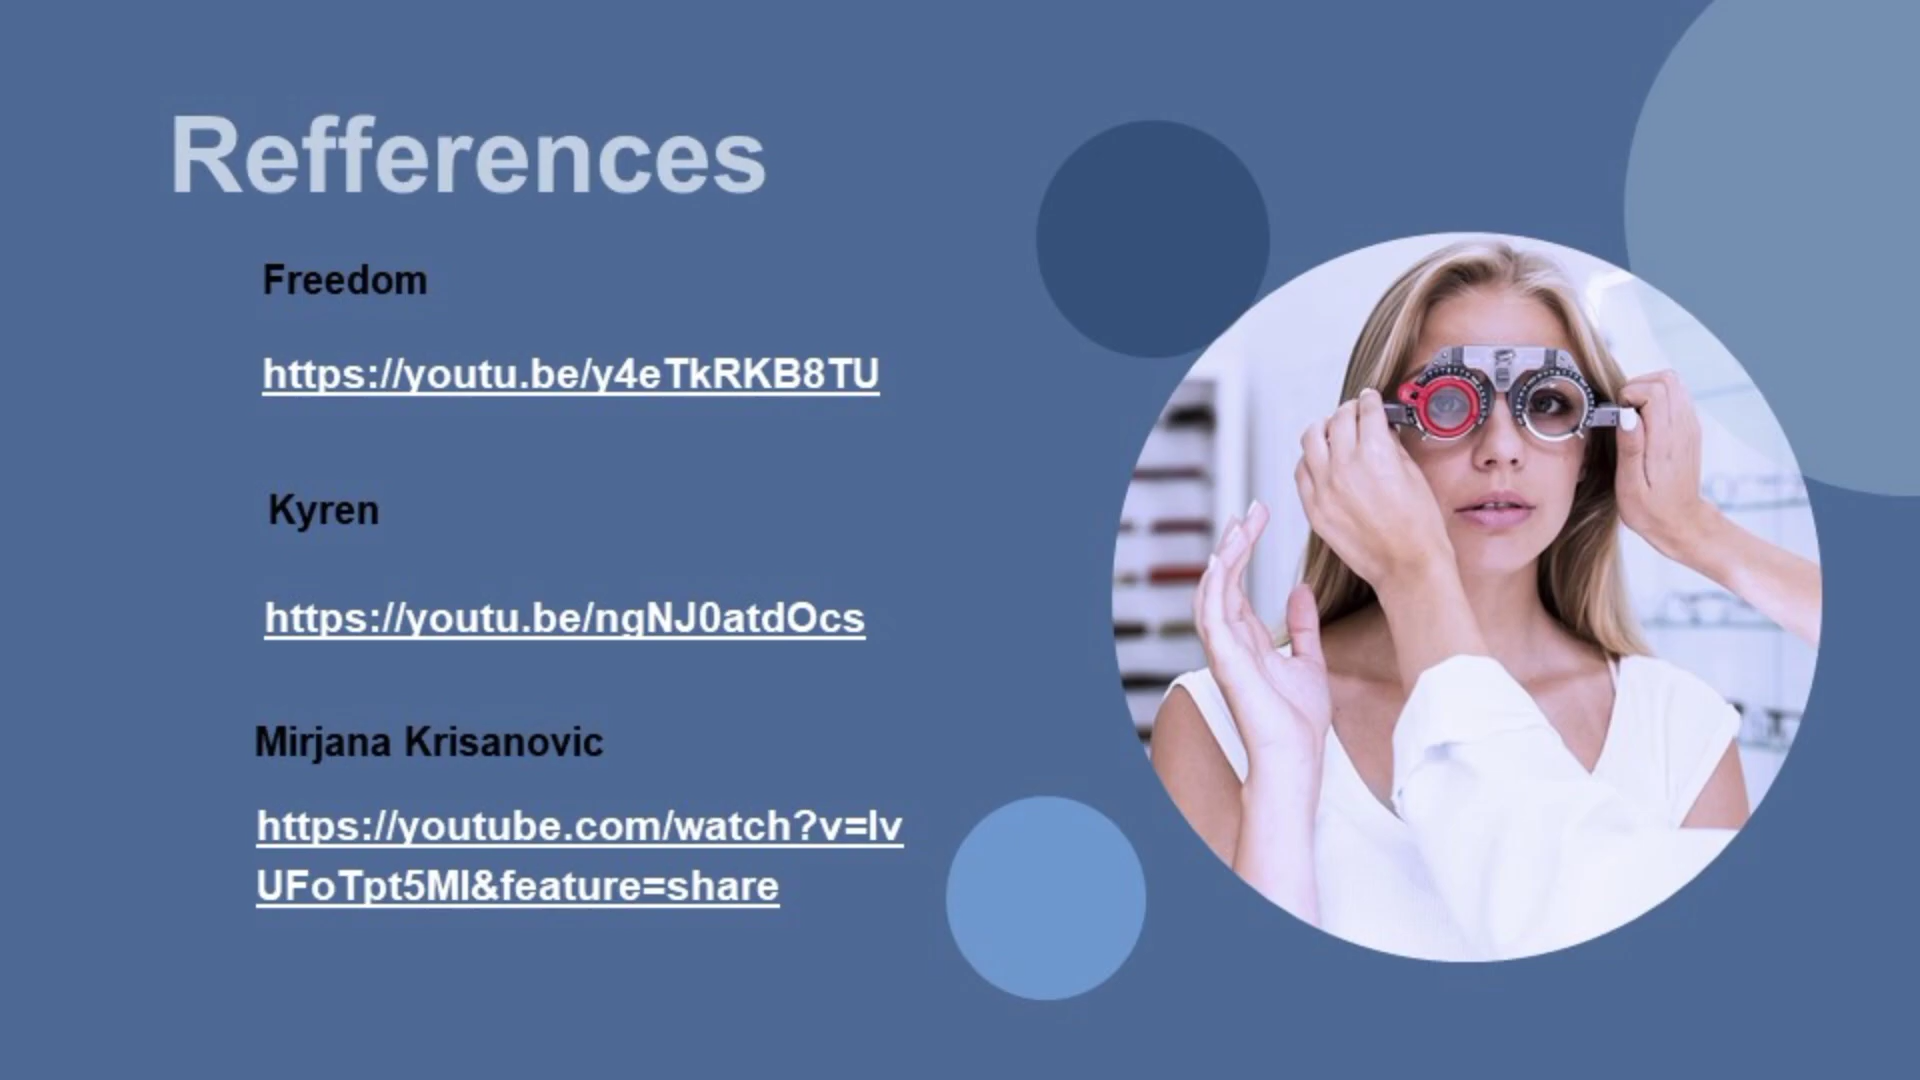 Refferences
Freedom
https://youtu.be/y4eTkRKB8TU
Kyren
https://youtu.be/ngNJ0atdOcs
Mirjana Krisanovic
https://youtube.com/watch?v=lv
UFoTpt5MI&feature=share